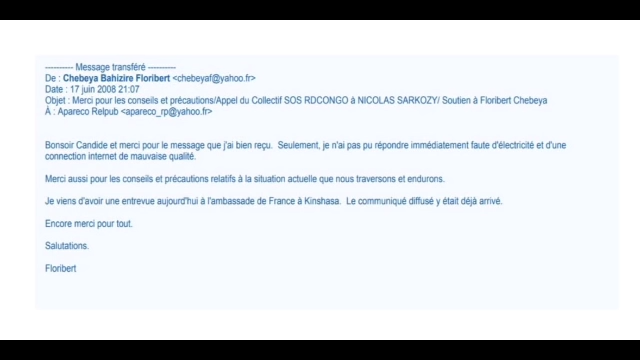 ---------- Message transféré ----------
De : Chebeya Bahizire Floribert <chebeyaf@yahoo.fr>
Date : 17 juin 2008 21:07
Objet : Merci pour les conseils et précautions/Appel du Collectif SOS RDCONGO à NICOLAS SARKOZY/ Soutien à Floribert Chebeya
À : Apareco Relpub <apareco_rp@yahoo.fr>
Bonsoir Candide et merci pour le message que j'ai bien reçu. Seulement, je n'ai pas pu répondre immédiatement faute d'électricité et d'une
connection internet de mauvaise qualité.
Merci aussi pour les conseils et précautions relatifs à la situation actuelle que nous traversons et endurons.
Je viens d'avoir une entrevue aujourd'hui à l'ambassade de France à Kinshasa. Le communiqué diffusé y était déjà arrivé.
Encore merci pour tout.
Salutations.
Floribert